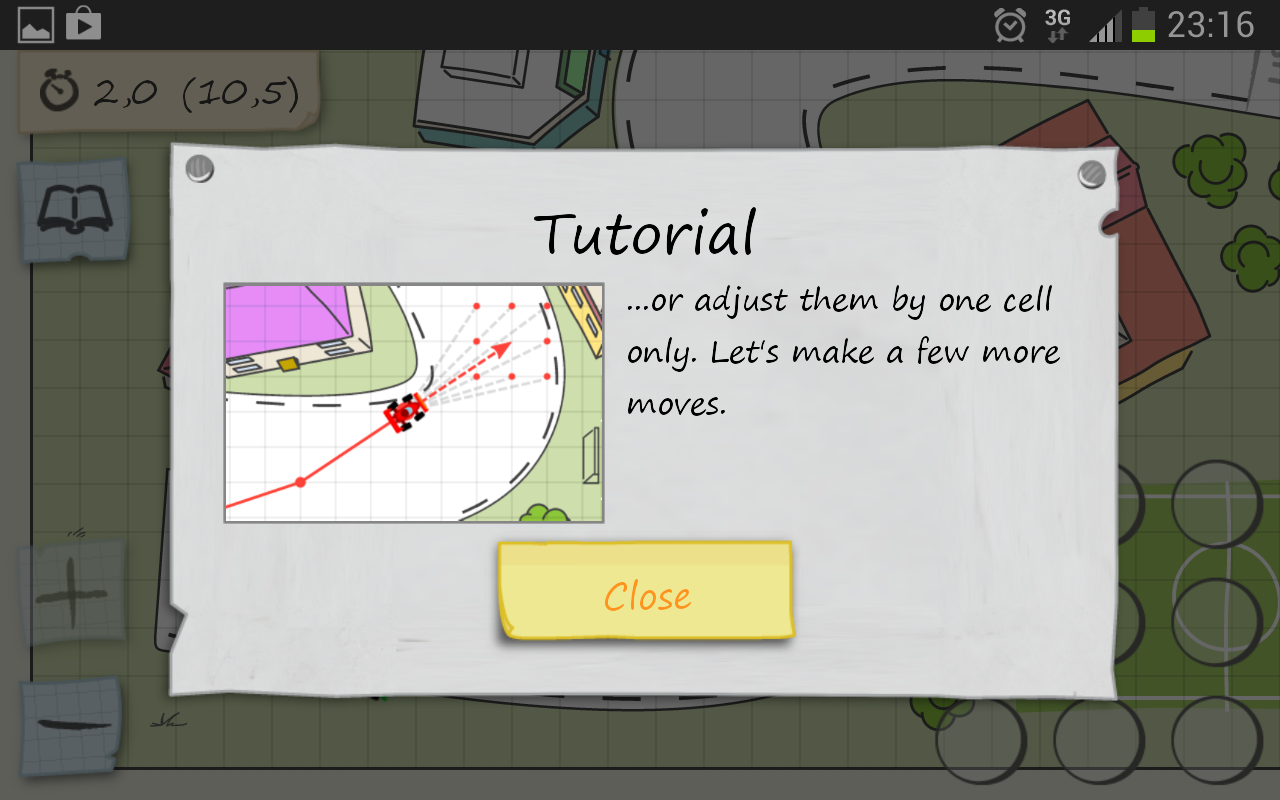 3G 23:16
2,0 (10,5)
Tutorial
...or adjust them by one cell
only. Let's make a few more
moves.
Close